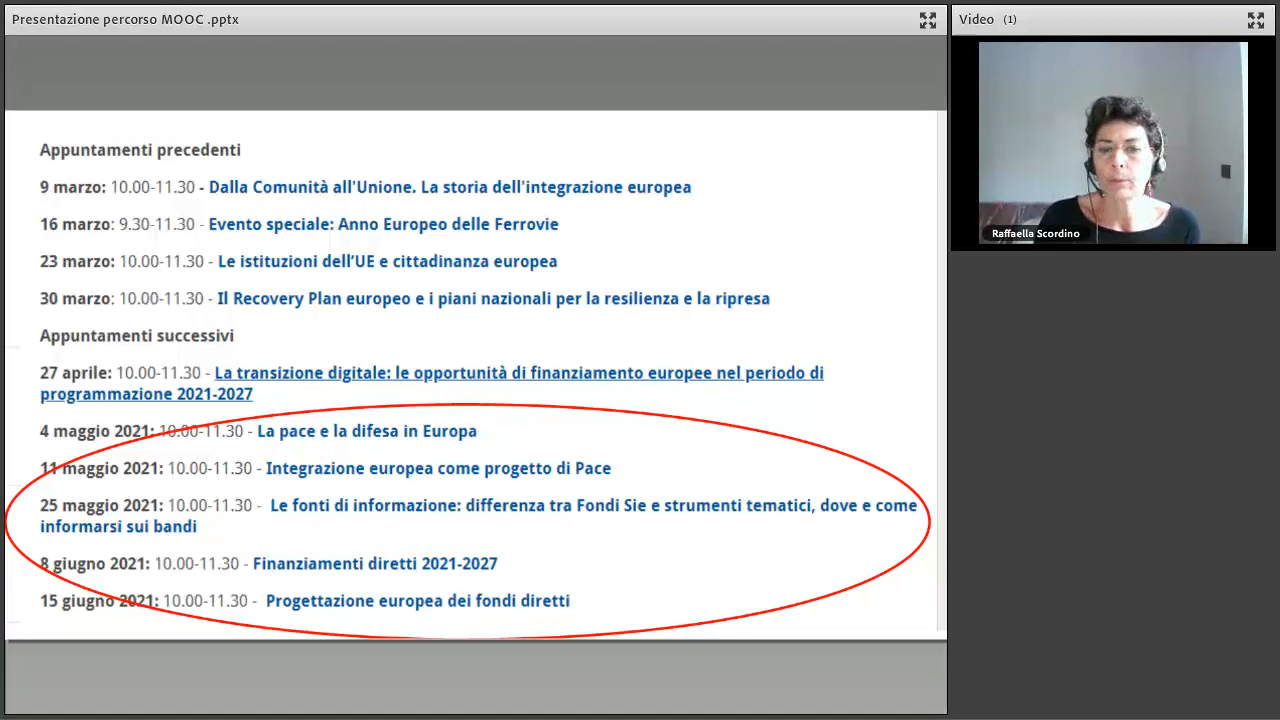 Presentazione percorso MOOC .pptx
Video (1)
Appuntamenti precedenti
9 marzo: 10.00-11.30 - Dalla Comunità all'Unione. La storia dell'integrazione europea
16 marzo: 9.30-11.30 - Evento speciale: Anno Europeo delle Ferrovie
23 marzo: 10.00-11.30 - Le istituzioni dell’UE e cittadinanza europea
30 marzo: 10.00-11.30 - Il Recovery Plan europeo e i piani nazionali per la resilienza e la ripresa
Appuntamenti successivi
27 aprile: 10.00-11.30 - La transizione digitale: le opportunità di finanziamento europee nel periodo di
programmazione 2021-2027
4 maggio 2021: 10.00-11.30 - La pace e la difesa in Europa
11 maggio 2021: 10.00-11.30 - Integrazione europea come progetto di Pace
25 maggio 2021: 10.00-11.30 - Le fonti di informazione: differenza tra Fondi Sie e strumenti tematici, dove e come
informarsi sui bandi
8 giugno 2021: 10.00-11.30 - Finanziamenti diretti 2021-2027
15 giugno 2021: 10.00-11.30 - Progettazione europea dei fondi diretti
Raffaella Scordino